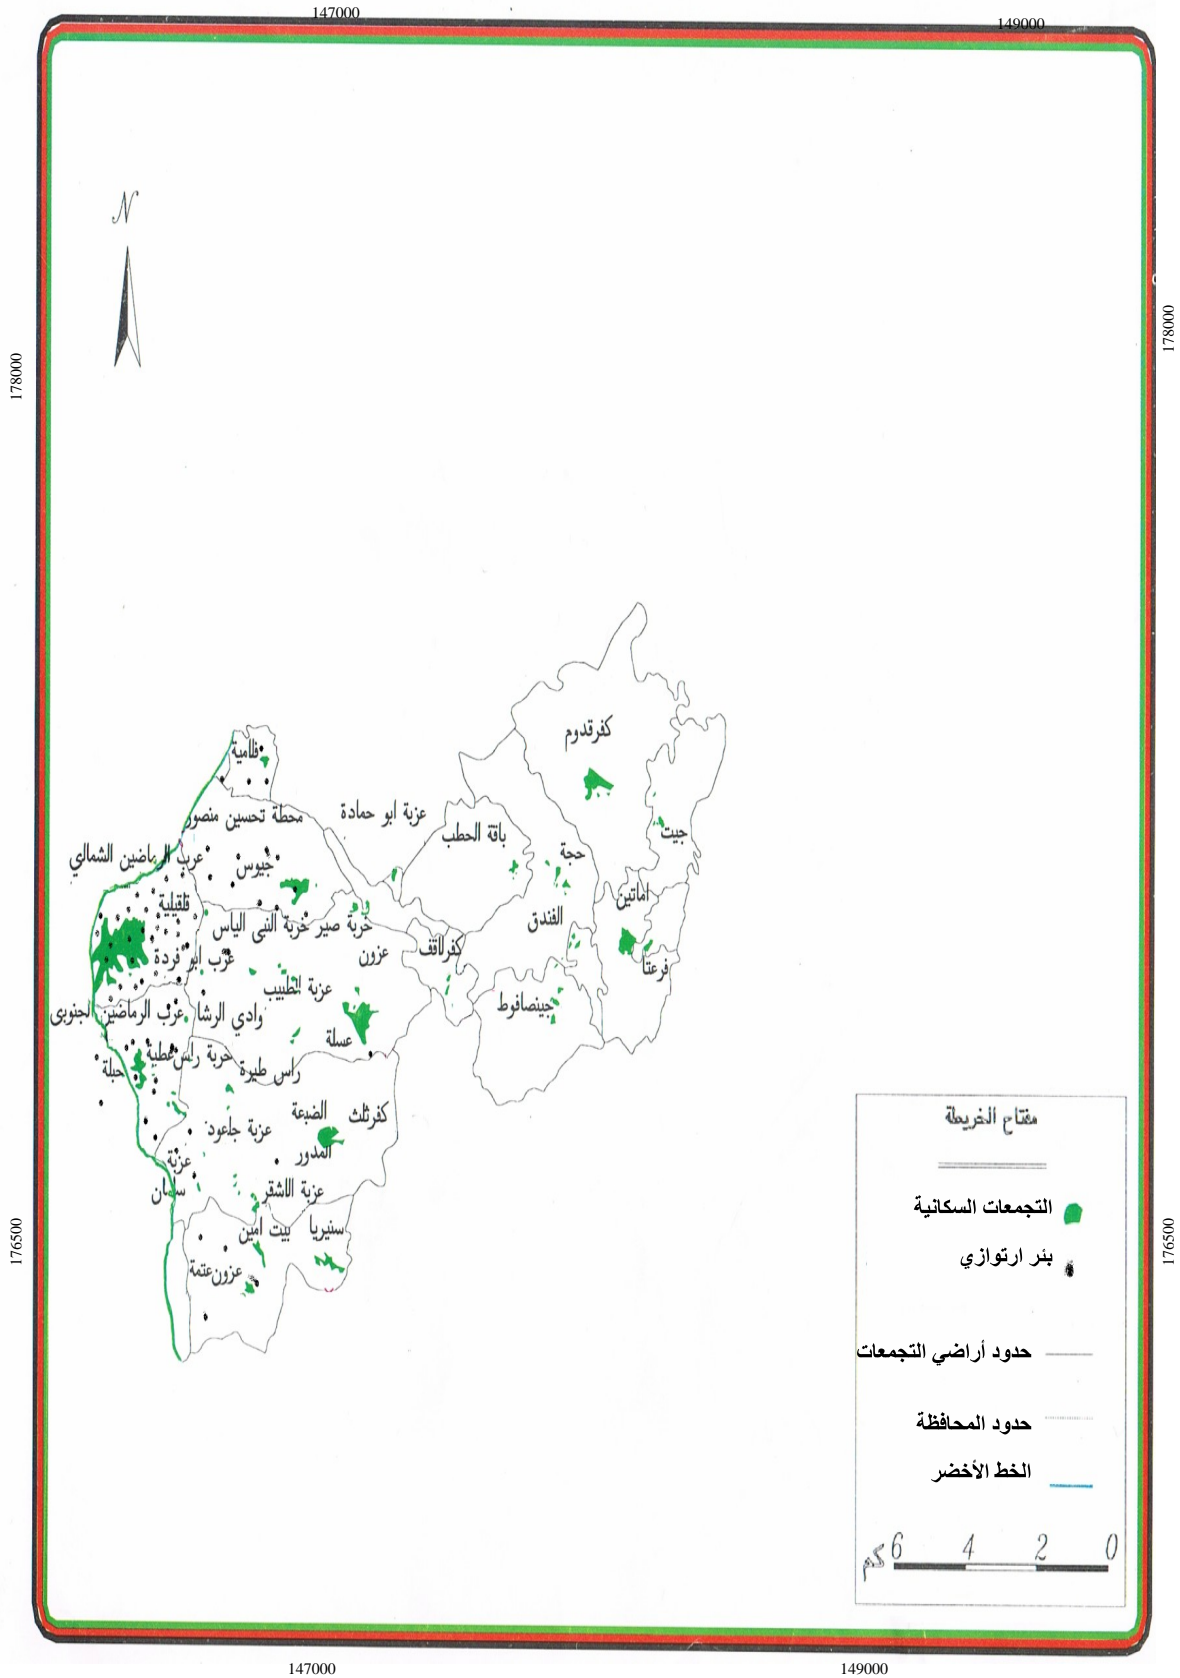 147000
149000
N
178000
178000
كفرقدوم
فلامية
عزبة ابو حمادة
محطة تحسين منصور
باقة الحطب
جيت
حجة
عرب الرماضين الشمالي
جيوس
اماتين
قلقيلية
الفندق
خربة صير
خربة النبي الياس
كفرلاقف
عزون
عرب ابو فردة
فرعتا
عزبة الطبيب
جينصافوط
وادي الرشا
عرب الرماضين الجنوبي
عسلة
خربة راس عطية
حبلة
راس طيرة
الضبعة
كفرثلث
عزبة جلعود
المدور
عزبة
سلمان
عزبة الاشقر
بيت امين
سنيريا
عزون عتمة
176500
176500
مفتاح الخريطة
التجمعات السكانية
بئر ارتوازي
حدود أراضي التجمعات
حدود المحافظة
الخط الأخضر
6 4 2 0
كم
147000
149000